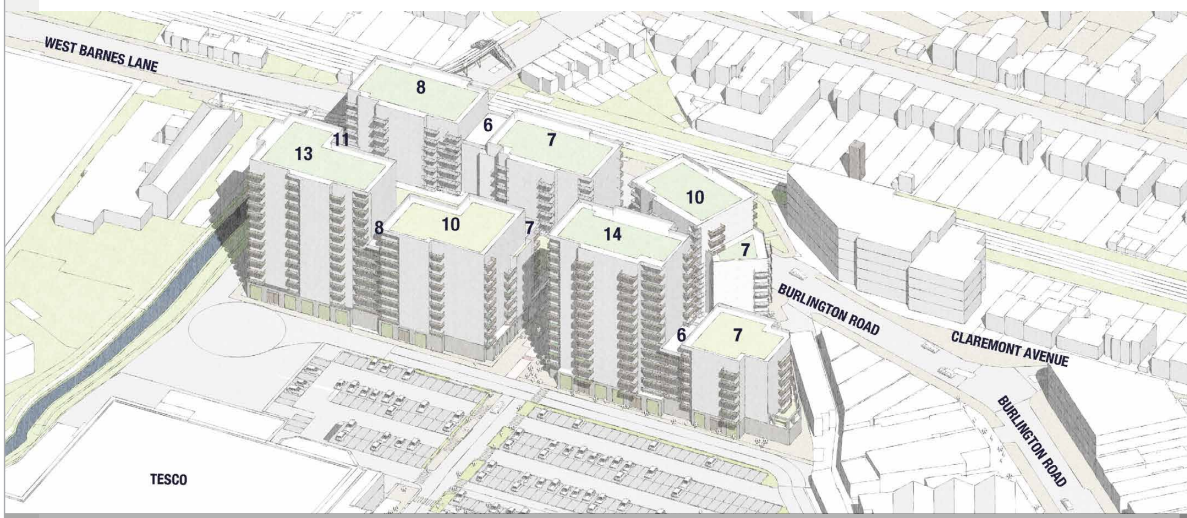 WEST BARNES LANE
8
6
7
11
13
10
8
10
7
14
7
6
7
BURLINGTON ROAD
CLAREMONT AVENUE
BURLINGTON ROAD
TESCO